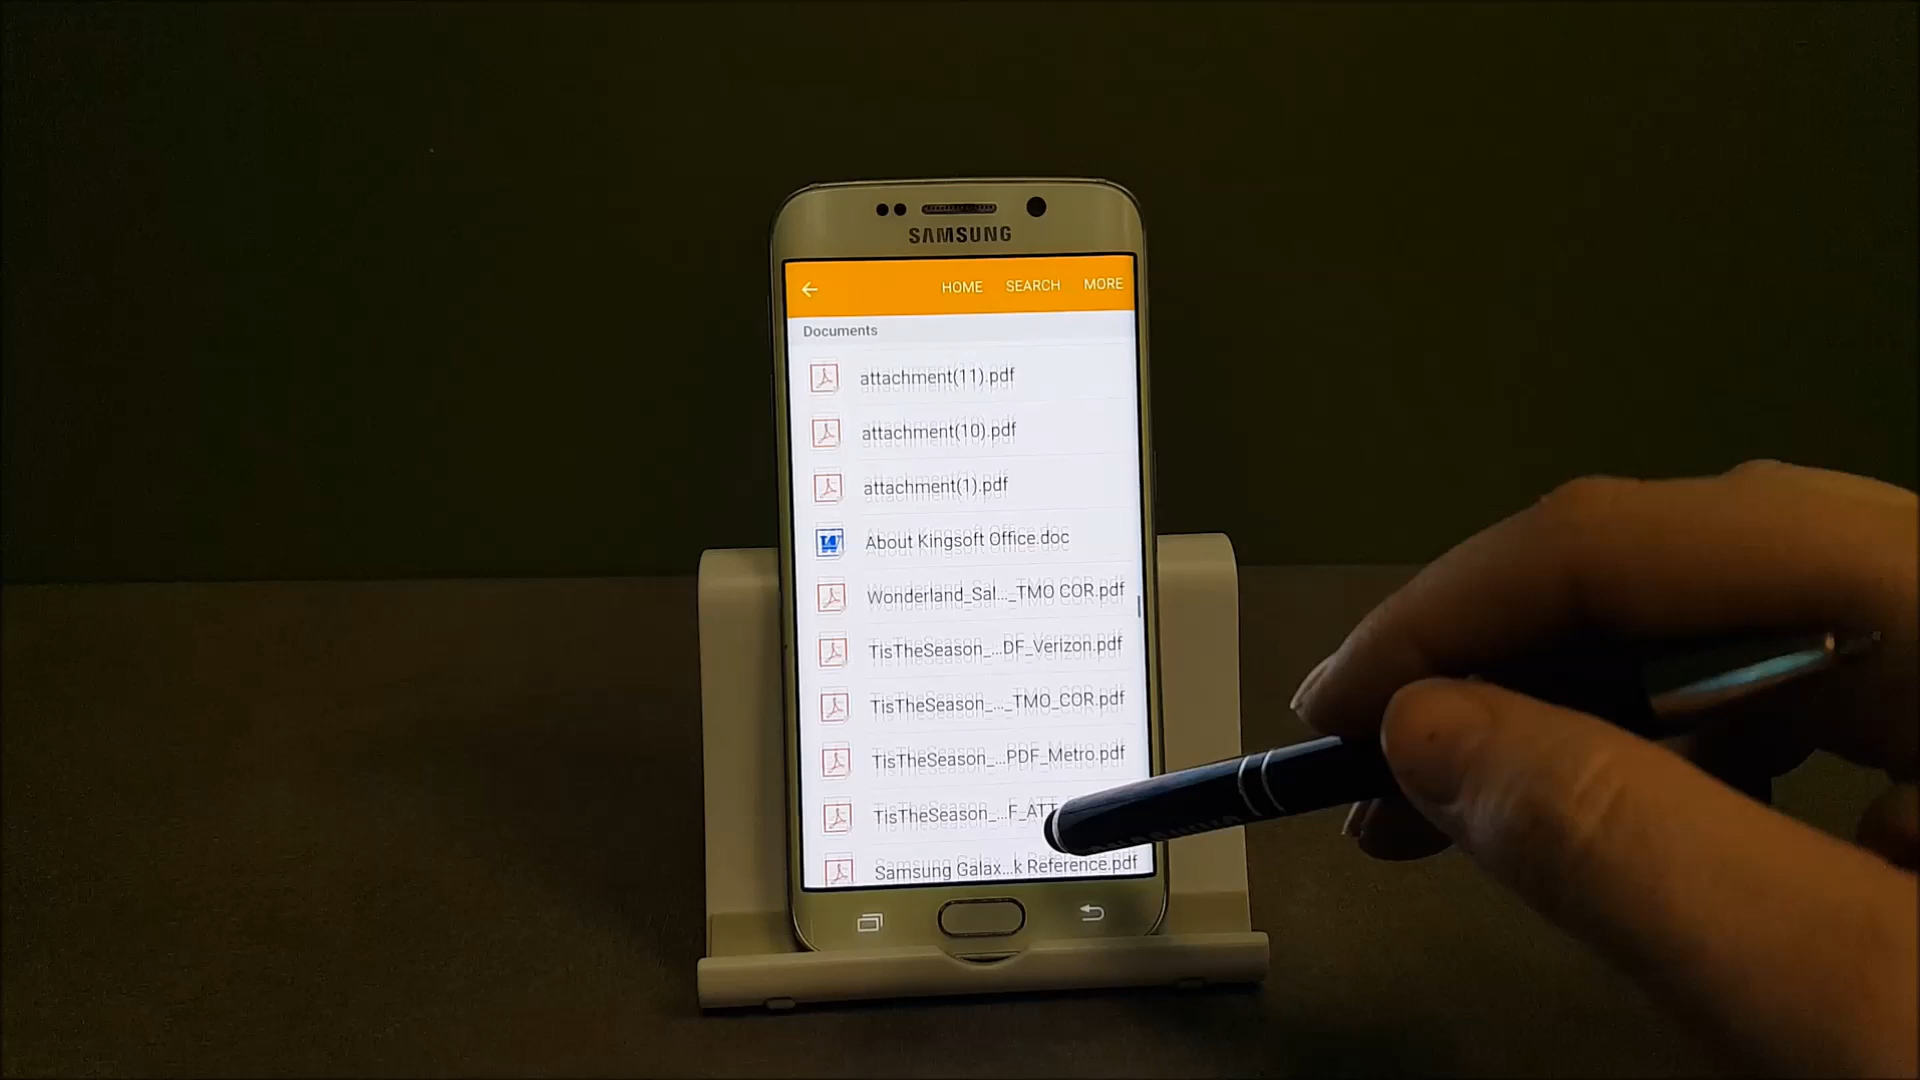 SAMSUNG
HOME SEARCH MORE
Documents
attachment(11).pdf
attachment(10).pdf
attachment(1).pdf
About Kingsoft Office.doc
Wonderland_Sal..._TMO COR.pdf
TisTheSeason_...DF_Verizon.pdf
TisTheSeason_..._TMO_COR.pdf
TisTheSeason_...PDF_Metro.pdf
TisTheSeason_...F_ATT
Samsung Galax...k Reference.pdf